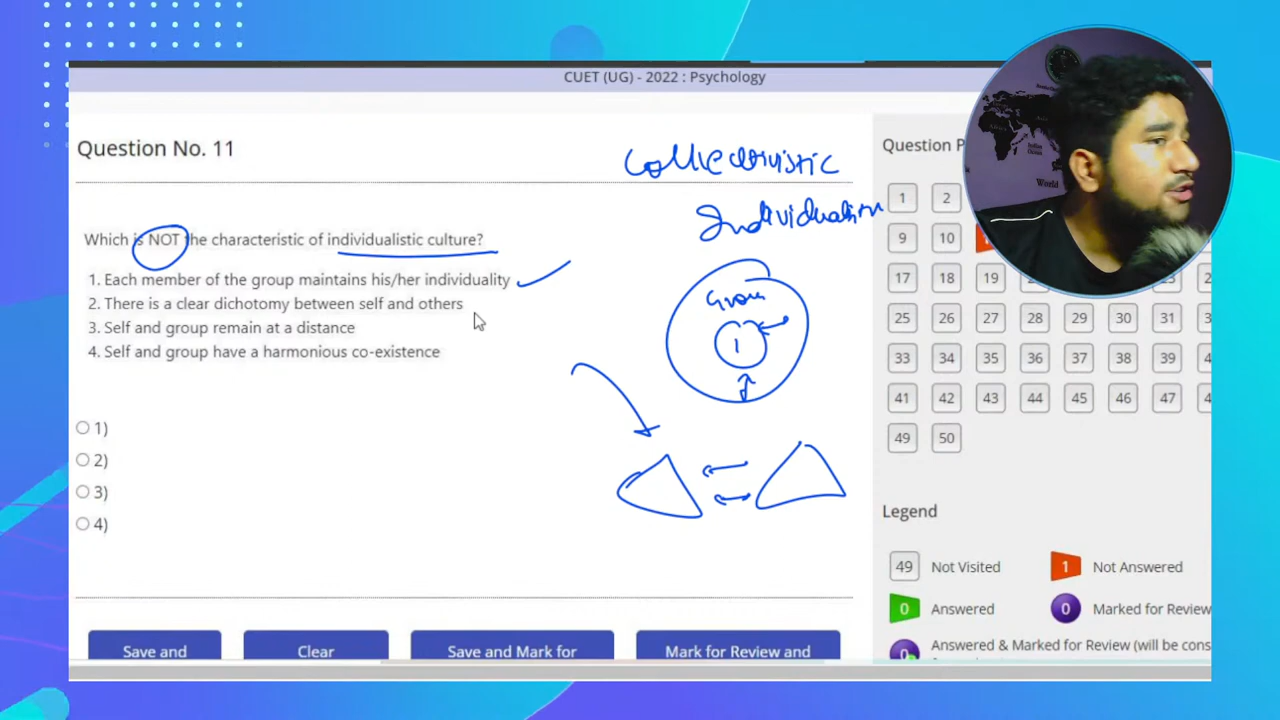 CUET (UG) - 2022 : Psychology
Question No. 11
Collectivistic
Question P
Individualism
Which is NOT the characteristic of individualistic culture?
1. Each member of the group maintains his/her individuality
2. There is a clear dichotomy between self and others
3. Self and group remain at a distance
4. Self and group have a harmonious co-existence
Group
I
1)
2)
3)
4)
1 2
9 10
17 18 19
25 26 27 28 29 30 31 3
33 34 35 36 37 38 39 4
41 42 43 44 45 46 47 4
49 50
Legend
49 Not Visited
1 Not Answered
0 Answered
0 Marked for Review
0 Answered & Marked for Review (will be cons
Save and
Clear
Save and Mark for
Mark for Review and
World